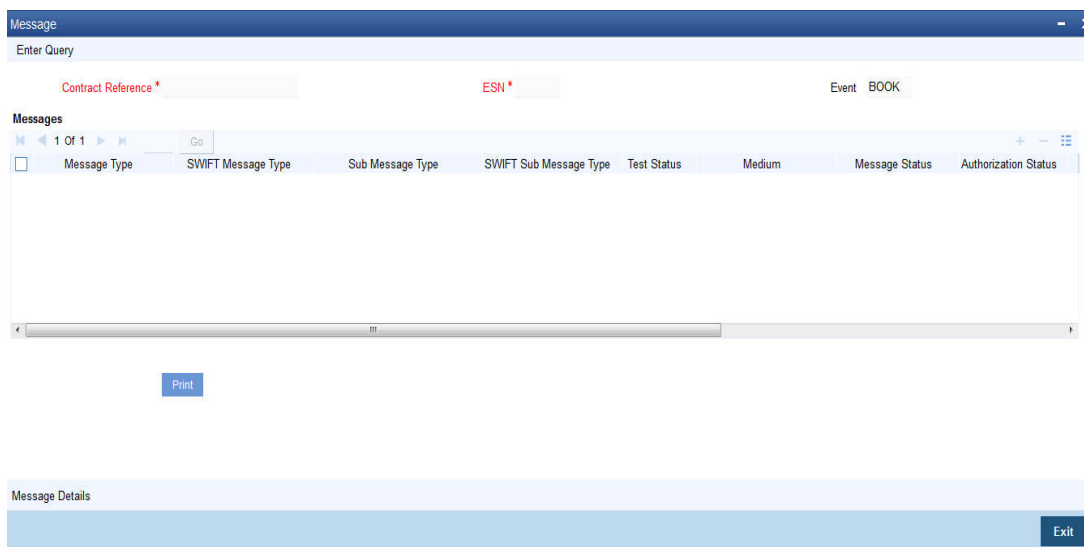 Message
Enter Query
Contract Reference * ESN * Event BOOK
Messages
1 Of 1 Go
Message Type SWIFT Message Type Sub Message Type SWIFT Sub Message Type Test Status Medium Message Status Authorization Status
Print
Message Details
Exit